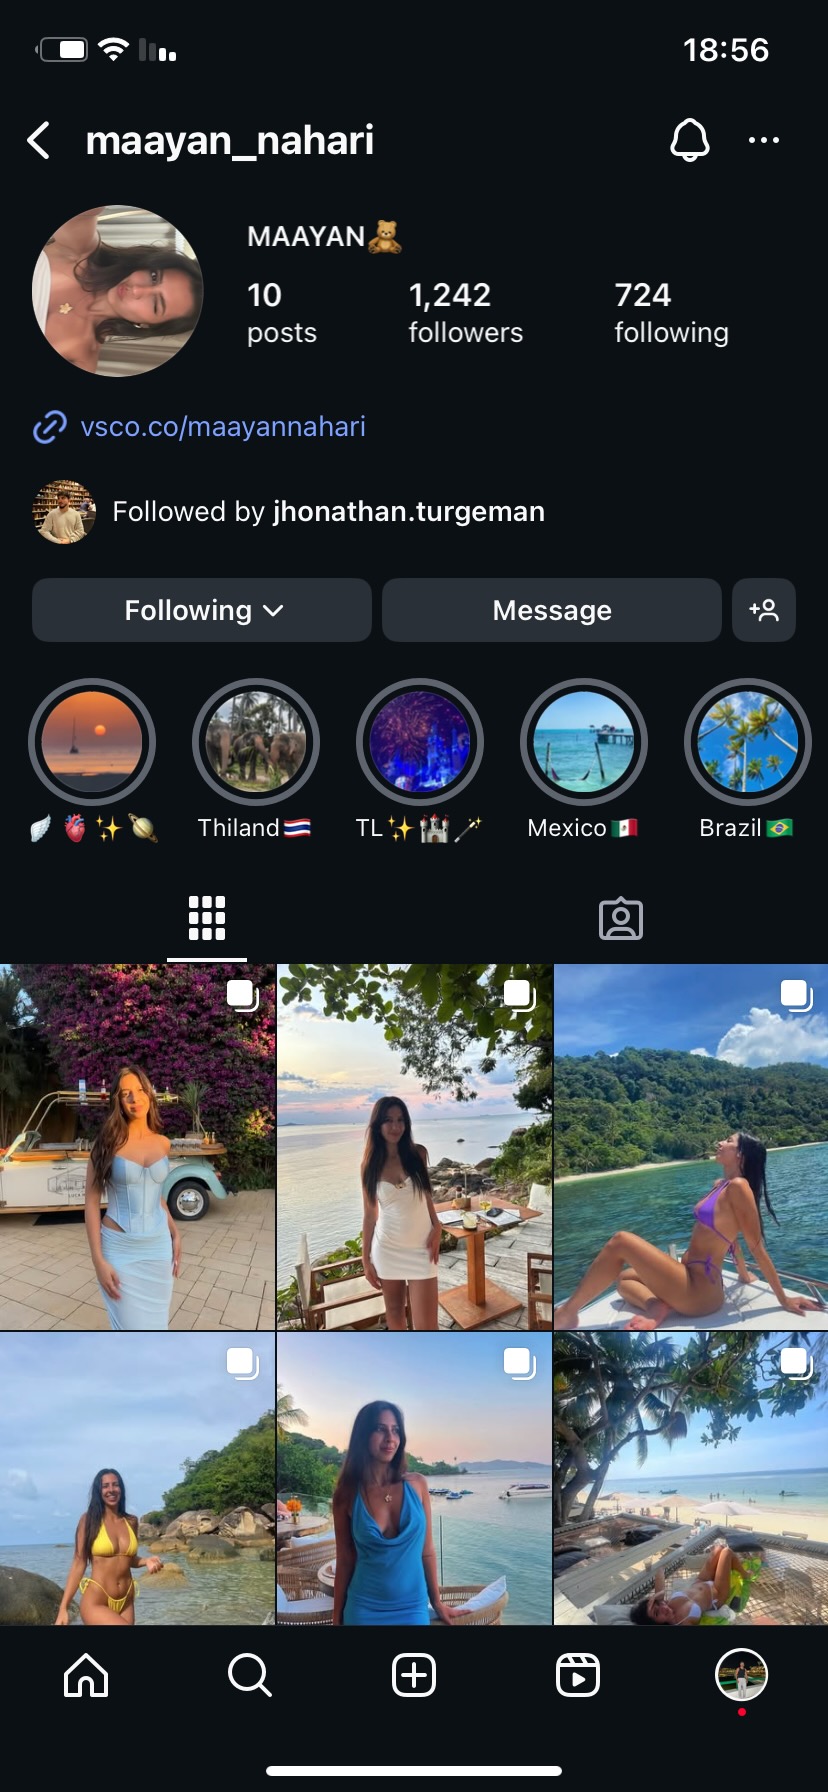 18:56
maayan_nahari
MAAYAN🧸
10 1,242 724
posts followers following
vsco.co/maayannahari
Followed by jhonathan.turgeman
Following Message
🪽🫀✨🪐 Thiland🇹🇭 TL✨🏰🪄 Mexico🇲🇽 Brazil🇧🇷